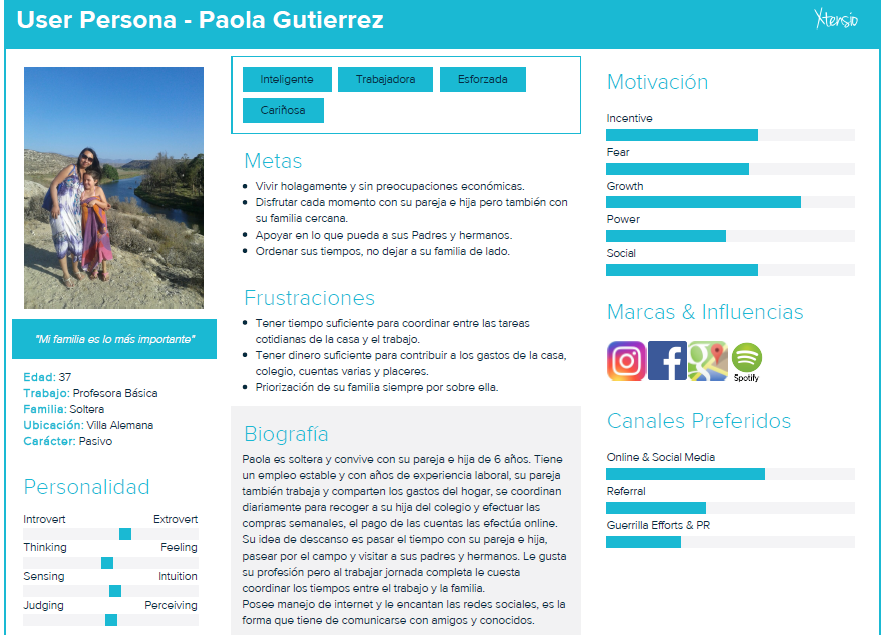 User Persona - Paola Gutierrez
Xtensio
"Mi familia es lo más importante"
Edad: 37
Trabajo: Profesora Básica
Familia: Soltera
Ubicación: Villa Alemana
Carácter: Pasivo
Personalidad
Introvert Extrovert
Thinking Feeling
Sensing Intuition
Judging Perceiving
Inteligente Trabajadora Esforzada
Cariñosa
Metas
Vivir holagamente y sin preocupaciones económicas.
Disfrutar cada momento con su pareja e hija pero también con
su familia cercana.
Apoyar en lo que pueda a sus Padres y hermanos.
Ordenar sus tiempos, no dejar a su familia de lado.
Frustraciones
Tener tiempo suficiente para coordinar entre las tareas
cotidianas de la casa y el trabajo.
Tener dinero suficiente para contribuir a los gastos de la casa,
colegio, cuentas varias y placeres.
Priorización de su familia siempre por sobre ella.
Biografía
Paola es soltera y convive con su pareja e hija de 6 años. Tiene
un empleo estable y con años de experiencia laboral, su pareja
también trabaja y comparten los gastos del hogar, se coordinan
diariamente para recoger a su hija del colegio y efectuar las
compras semanales, el pago de las cuentas las efectúa online.
Su idea de descanso es pasar el tiempo con su pareja e hija,
pasear por el campo y visitar a sus padres y hermanos. Le gusta
su profesión pero al trabajar jornada completa le cuesta
coordinar los tiempos entre el trabajo y la familia.
Posee manejo de internet y le encantan las redes sociales, es la
forma que tiene de comunicarse con amigos y conocidos.
Motivación
Incentive
Fear
Growth
Power
Social
Marcas & Influencias
Spotify
Canales Preferidos
Online & Social Media
Referral
Guerrilla Efforts & PR